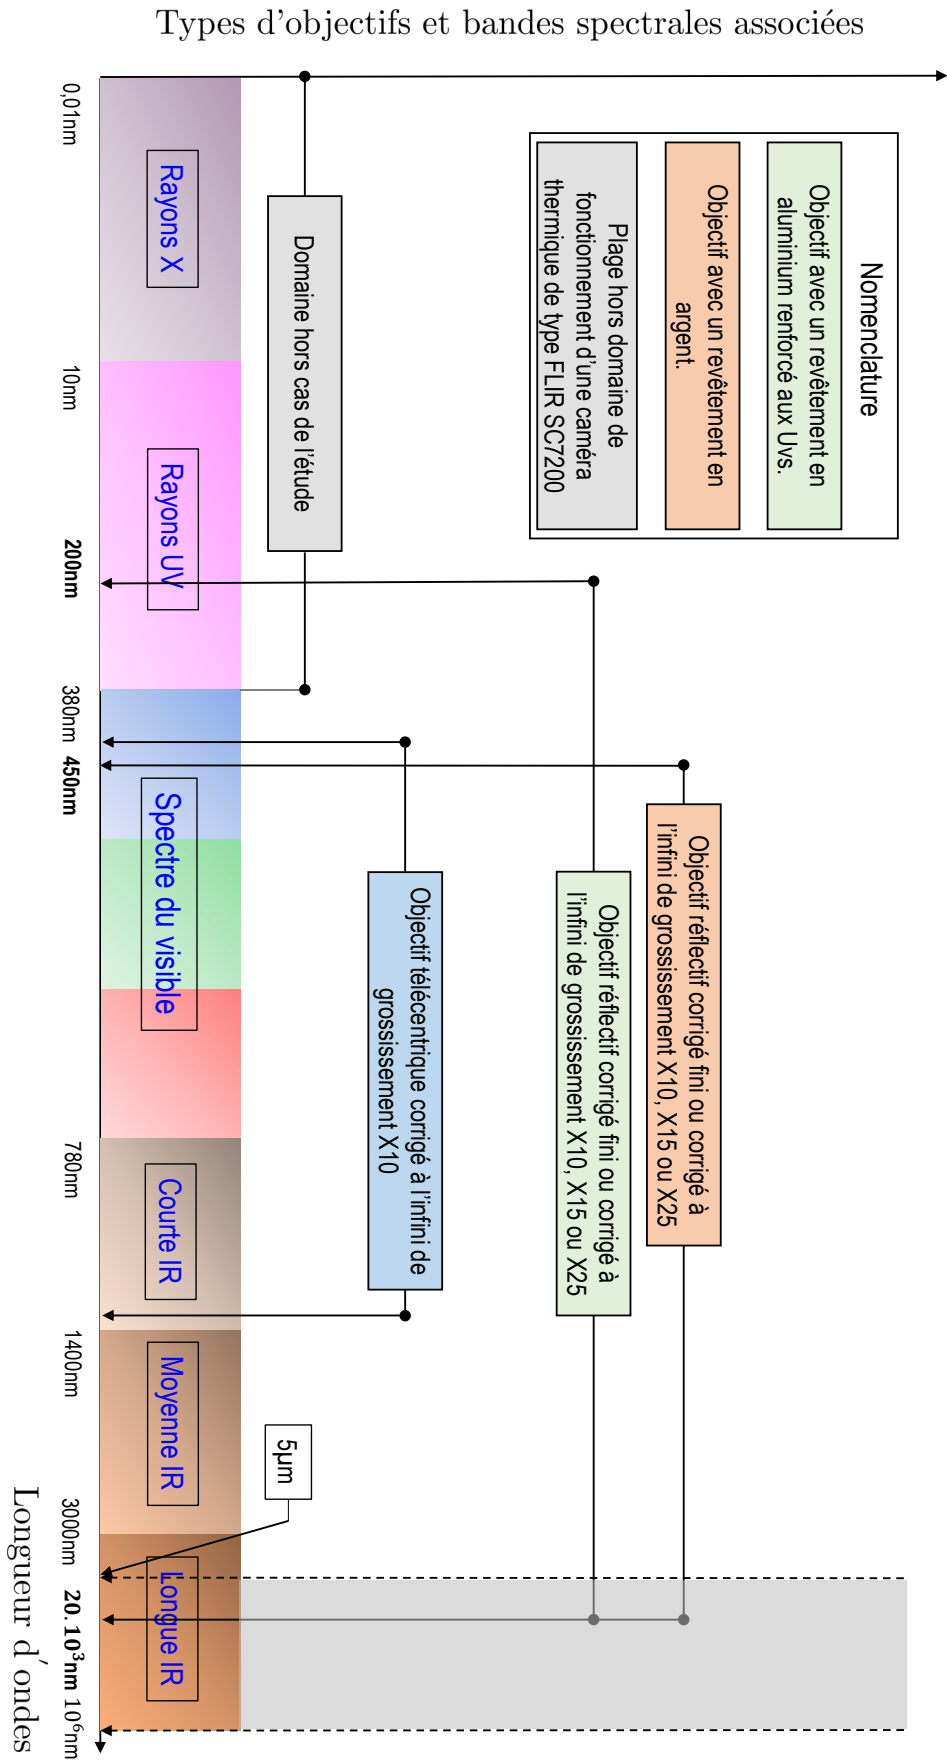 Types d'objectifs et bandes spectrales associées
Nomenclature
Objectif avec un revêtement en
aluminium renforcé aux Uvs.
Objectif avec un revêtement en
argent.
Plage hors domaine de
fonctionnement d'une caméra
thermique de type FLIR SC7200
Objectif réflectif corrigé fini ou corrigé à
l'infini de grossissement X10, X15 ou X25
Objectif réflectif corrigé fini ou corrigé à
l'infini de grossissement X10, X15 ou X25
Objectif télécentrique corrigé à l'infini de
grossissement X10
Domaine hors cas de l'étude
5µm
Rayons X
Rayons UV
Spectre du visible
Courte IR
Moyenne IR
Longue IR
0,01nm
10nm
200nm
380nm
450nm
780nm
1400nm
3000nm
20.10³nm
10⁶nm
Longueur d'ondes